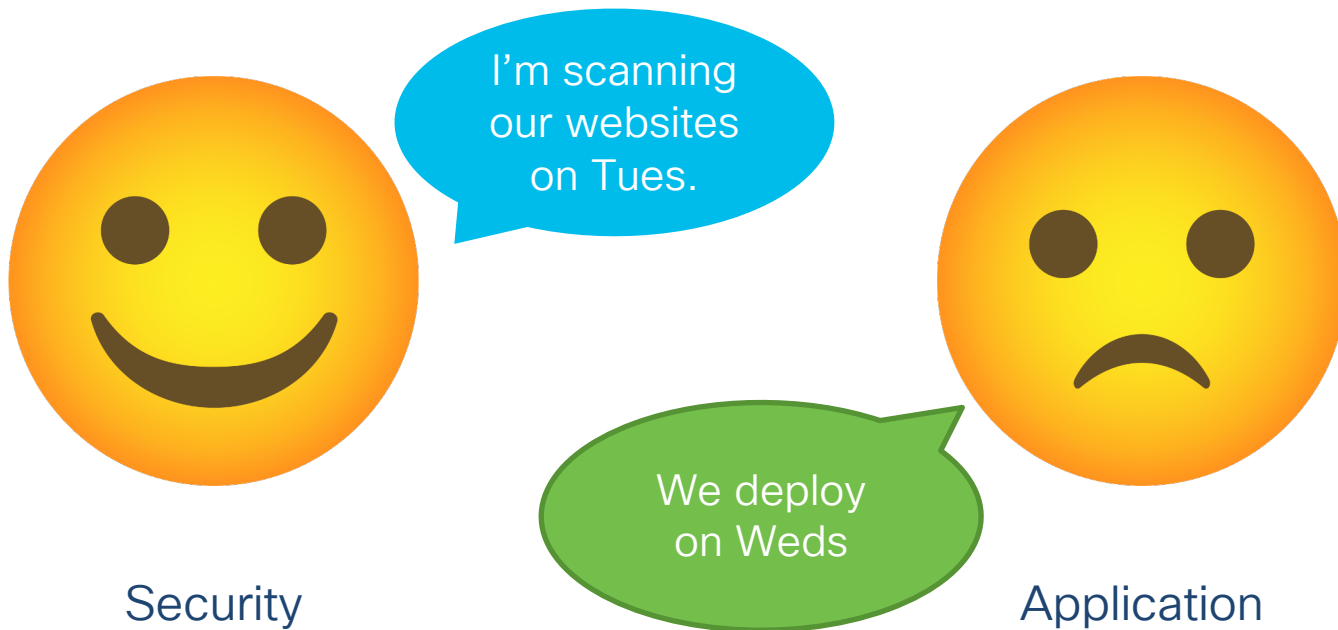 I’m scanning
our websites
on Tues.
We deploy
on Weds
Security
Application